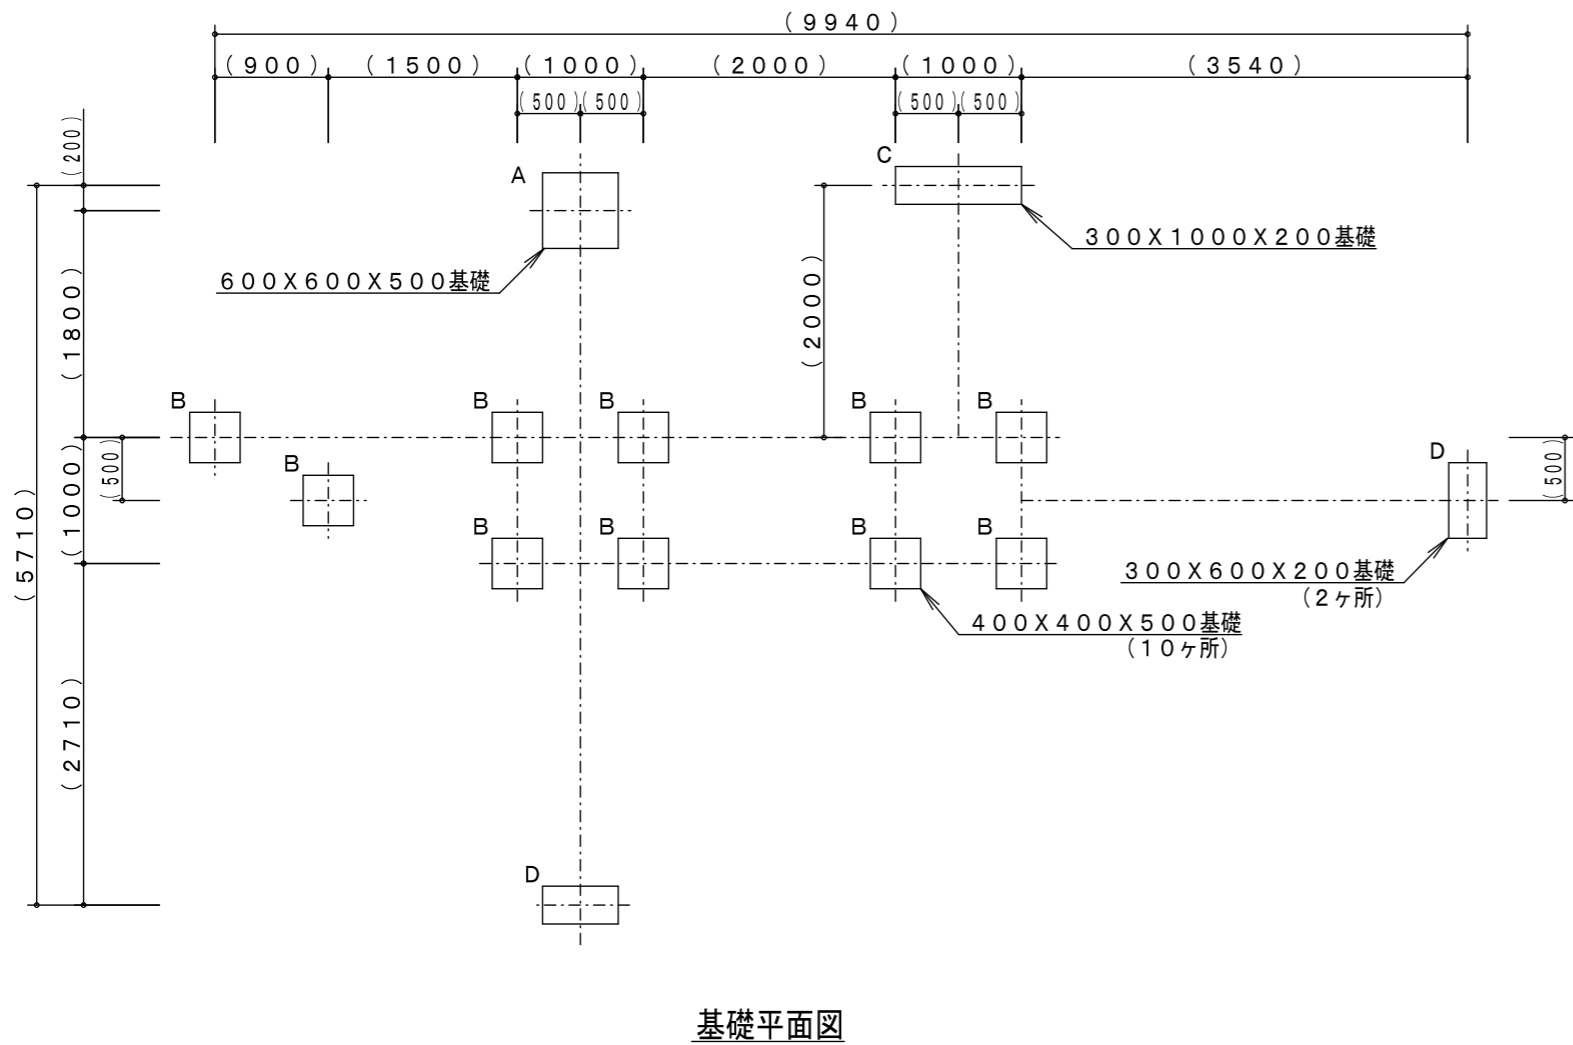 （９９４０）
（９００） （１５００） （１０００） （２０００） （１０００） （３５４０）
（500） （500） （500） （500）
（200）
A C
３００Ｘ１０００Ｘ２００基礎
６００Ｘ６００Ｘ５００基礎
（１８００）
（２０００）
B B B B B
B D
（500）
（１０００）
（500）
（５７１０）
B B B B
３００Ｘ６００Ｘ２００基礎
（２ヶ所）
４００Ｘ４００Ｘ５００基礎
（１０ヶ所）
（２７１０）
D
基礎平面図